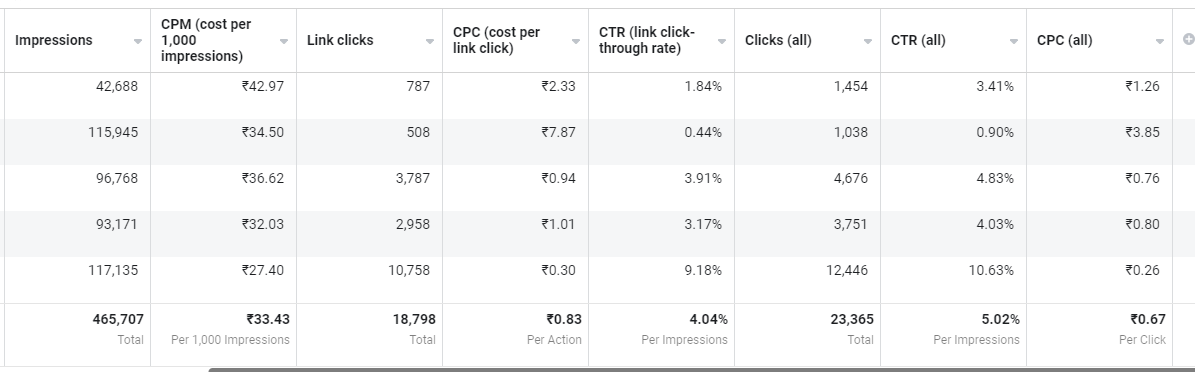 Impressions CPM (cost per 1,000 impressions) Link clicks CPC (cost per link click) CTR (link click-through rate) Clicks (all) CTR (all) CPC (all)
42,688 ₹42.97 787 ₹2.33 1.84% 1,454 3.41% ₹1.26
115,945 ₹34.50 508 ₹7.87 0.44% 1,038 0.90% ₹3.85
96,768 ₹36.62 3,787 ₹0.94 3.91% 4,676 4.83% ₹0.76
93,171 ₹32.03 2,958 ₹1.01 3.17% 3,751 4.03% ₹0.80
117,135 ₹27.40 10,758 ₹0.30 9.18% 12,446 10.63% ₹0.26
465,707 ₹33.43 18,798 ₹0.83 4.04% 23,365 5.02% ₹0.67
Total Per 1,000 Impressions Total Per Action Per Impressions Total Per Impressions Per Click